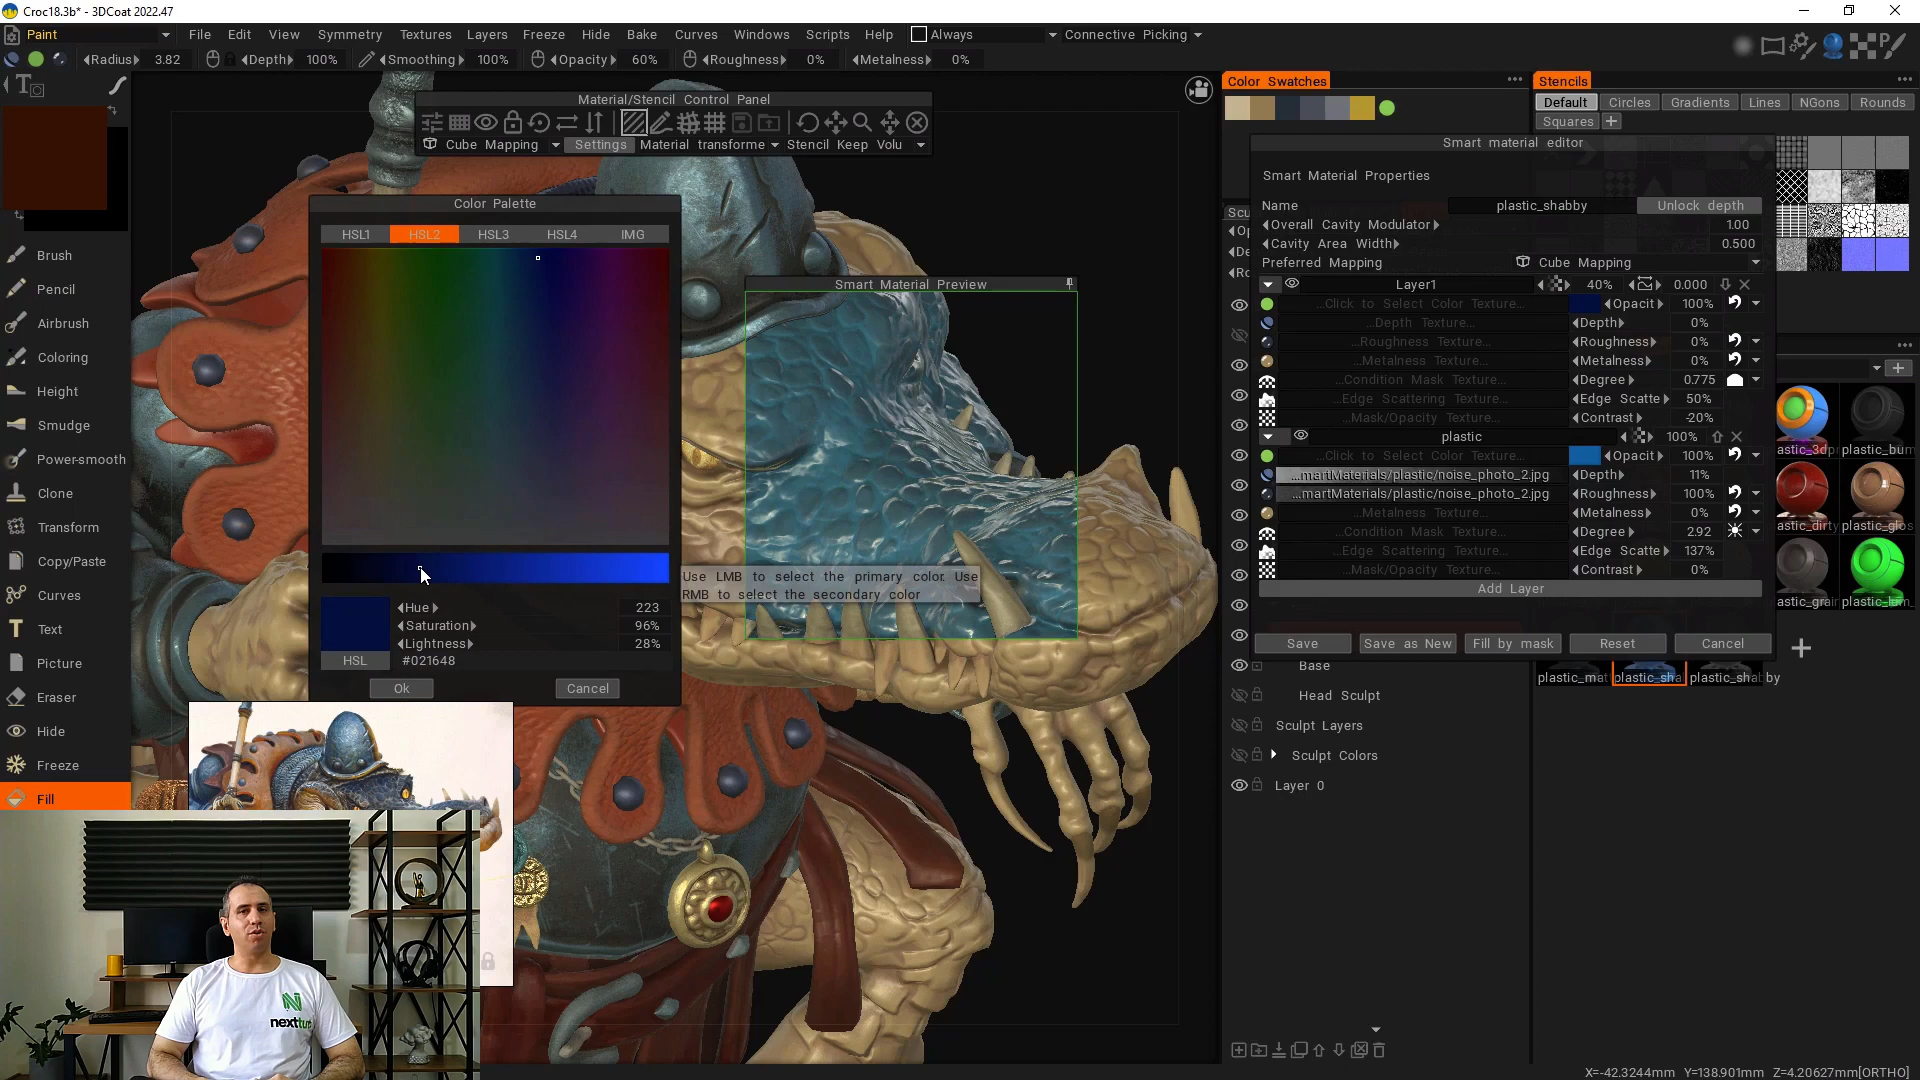 Croc18.3b* - 3DCoat 2022.47
Paint File Edit View Symmetry Textures Layers Freeze Hide Bake Curves Windows Scripts Help Always Connective Picking
Radius 3.82 Depth 100% Smoothing 100% Opacity 60% Roughness 0% Metalness 0%
Brush
Pencil
Airbrush
Coloring
Height
Smudge
Power-smooth
Clone
Transform
Copy/Paste
Curves
Text
Picture
Eraser
Hide
Freeze
Fill
Material/Stencil Control Panel
Cube Mapping Settings Material transforme Stencil Keep Volu
Color Palette
HSL1 HSL2 HSL3 HSL4 IMG
Hue 223
Saturation 96%
Lightness 28%
HSL #021648
Ok Cancel
Use LMB to select the primary color. Use
RMB to select the secondary color
Smart Material Preview
Color Swatches
Stencils
Default Circles Gradients Lines NGons Rounds
Squares +
Smart material editor
Smart Material Properties
Name plastic_shabby Unlock depth
Overall Cavity Modulator 1.00
Cavity Area Width 0.500
Preferred Mapping Cube Mapping
Layer1 40% 0.000
...Click to Select Color Texture... Opacit 100%
...Depth Texture... Depth 0%
...Roughness Texture... Roughness 0%
...Metalness Texture... Metalness 0%
...Condition Mask Texture... Degree 0.775
...Edge Scattering Texture... Edge Scatte 50%
...Mask/Opacity Texture... Contrast -20%
plastic 100%
...Click to Select Color Texture... Opacit 100%
...martMaterials/plastic/noise_photo_2.jpg Depth 11%
...martMaterials/plastic/noise_photo_2.jpg Roughness 100%
...Metalness Texture... Metalness 0%
...Condition Mask Texture... Degree 2.92
...Edge Scattering Texture... Edge Scatte 137%
...Mask/Opacity Texture... Contrast 0%
Add Layer
Save Save as New Fill by mask Reset Cancel
Base
Head Sculpt
Sculpt Layers
Sculpt Colors
Layer 0
plastic_mat plastic_sha plastic_shabby
X=-42.3244mm Y=138.901mm Z=4.20627mm[ORTHO]